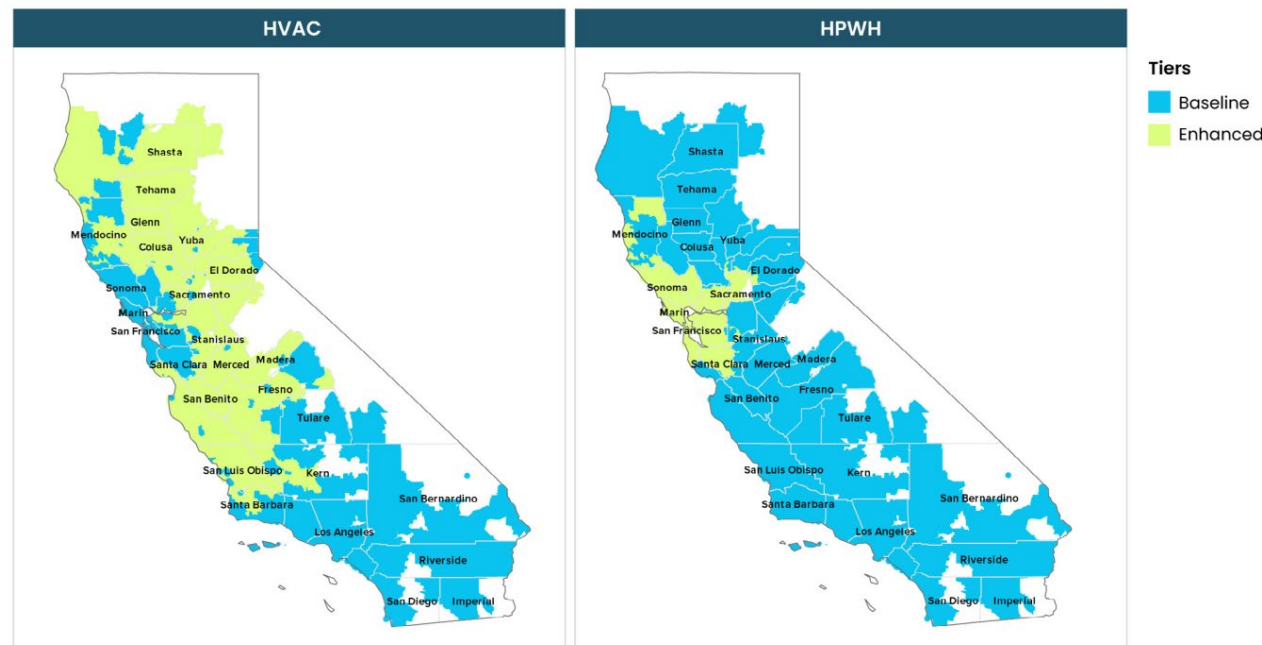 HVAC
Shasta
Tehama
Glenn
Mendocino
Yuba
Colusa
El Dorado
Sonoma
Sacramento
Marin
San Francisco
Stanislaus
Santa Clara
Merced
Madera
Fresno
San Benito
Tulare
San Luis Obispo
Kern
San Bernardino
Santa Barbara
Los Angeles
Riverside
San Diego
Imperial
HPWH
Shasta
Tehama
Glenn
Mendocino
Yuba
Colusa
El Dorado
Sonoma
Sacramento
Marin
San Francisco
Stanislaus
Santa Clara
Merced
Madera
Fresno
San Benito
Tulare
San Luis Obispo
Kern
San Bernardino
Santa Barbara
Los Angeles
Riverside
San Diego
Imperial
Tiers
Baseline
Enhanced